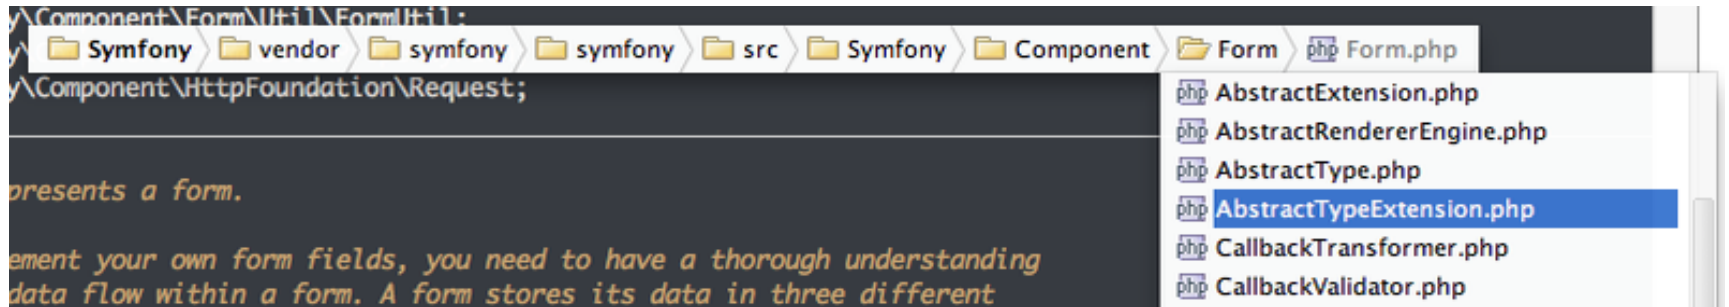 y\Component\Form\Util\FormUtil;
Symfony vendor symfony symfony src Symfony Component Form Form.php
y\Component\HttpFoundation\Request;
AbstractExtension.php
AbstractRendererEngine.php
AbstractType.php
AbstractTypeExtension.php
CallbackTransformer.php
CallbackValidator.php
presents a form.
ement your own form fields, you need to have a thorough understanding
data flow within a form. A form stores its data in three different